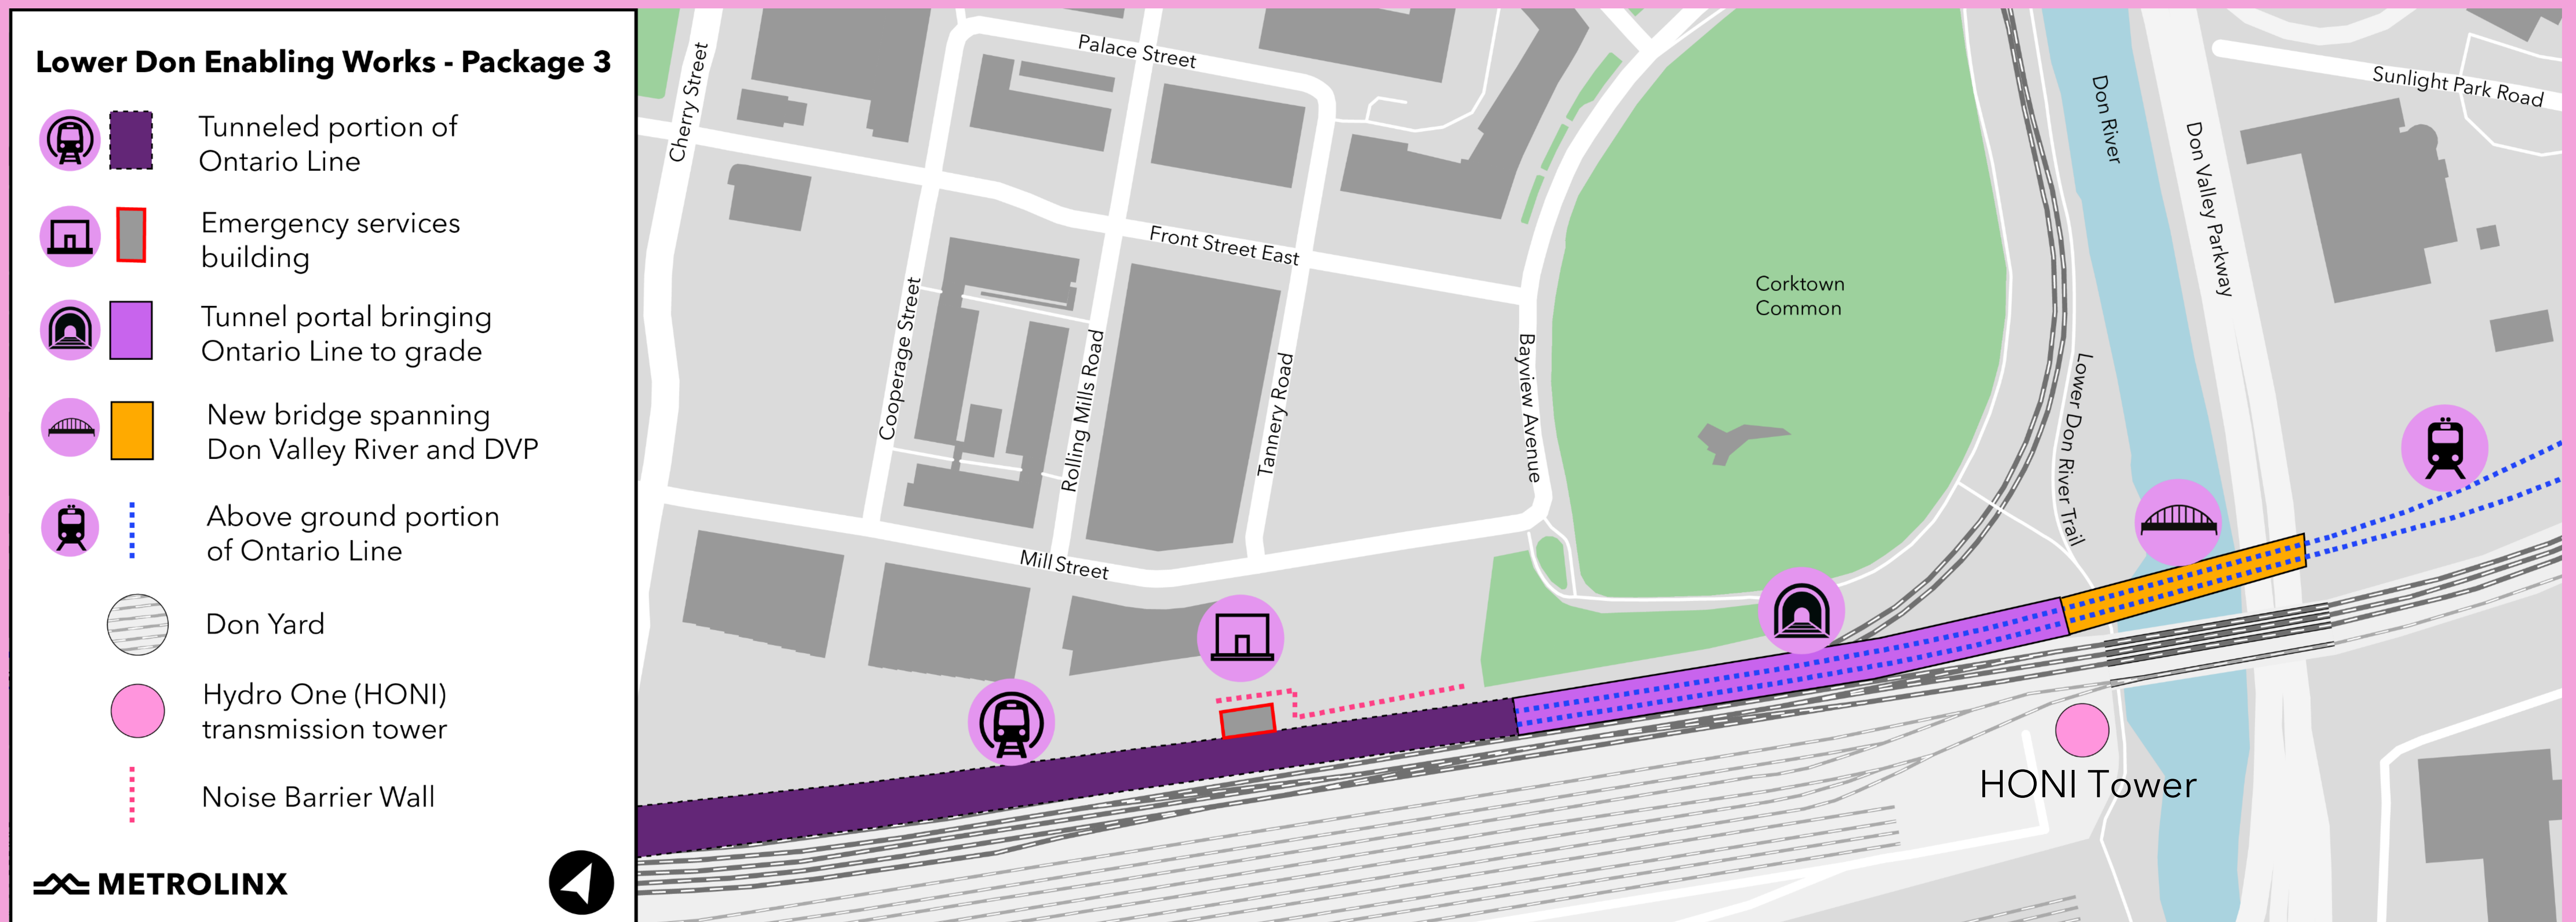 Lower Don Enabling Works - Package 3
Tunneled portion of
Ontario Line
Emergency services
building
Tunnel portal bringing
Ontario Line to grade
New bridge spanning
Don Valley River and DVP
Above ground portion
of Ontario Line
Don Yard
Hydro One (HONI)
transmission tower
Noise Barrier Wall
METROLINX
Cherry Street
Palace Street
Front Street East
Cooperage Street
Rolling Mills Road
Tannery Road
Mill Street
Bayview Avenue
Corktown
Common
Lower Don River Trail
Don River
Don Valley Parkway
Sunlight Park Road
HONI Tower